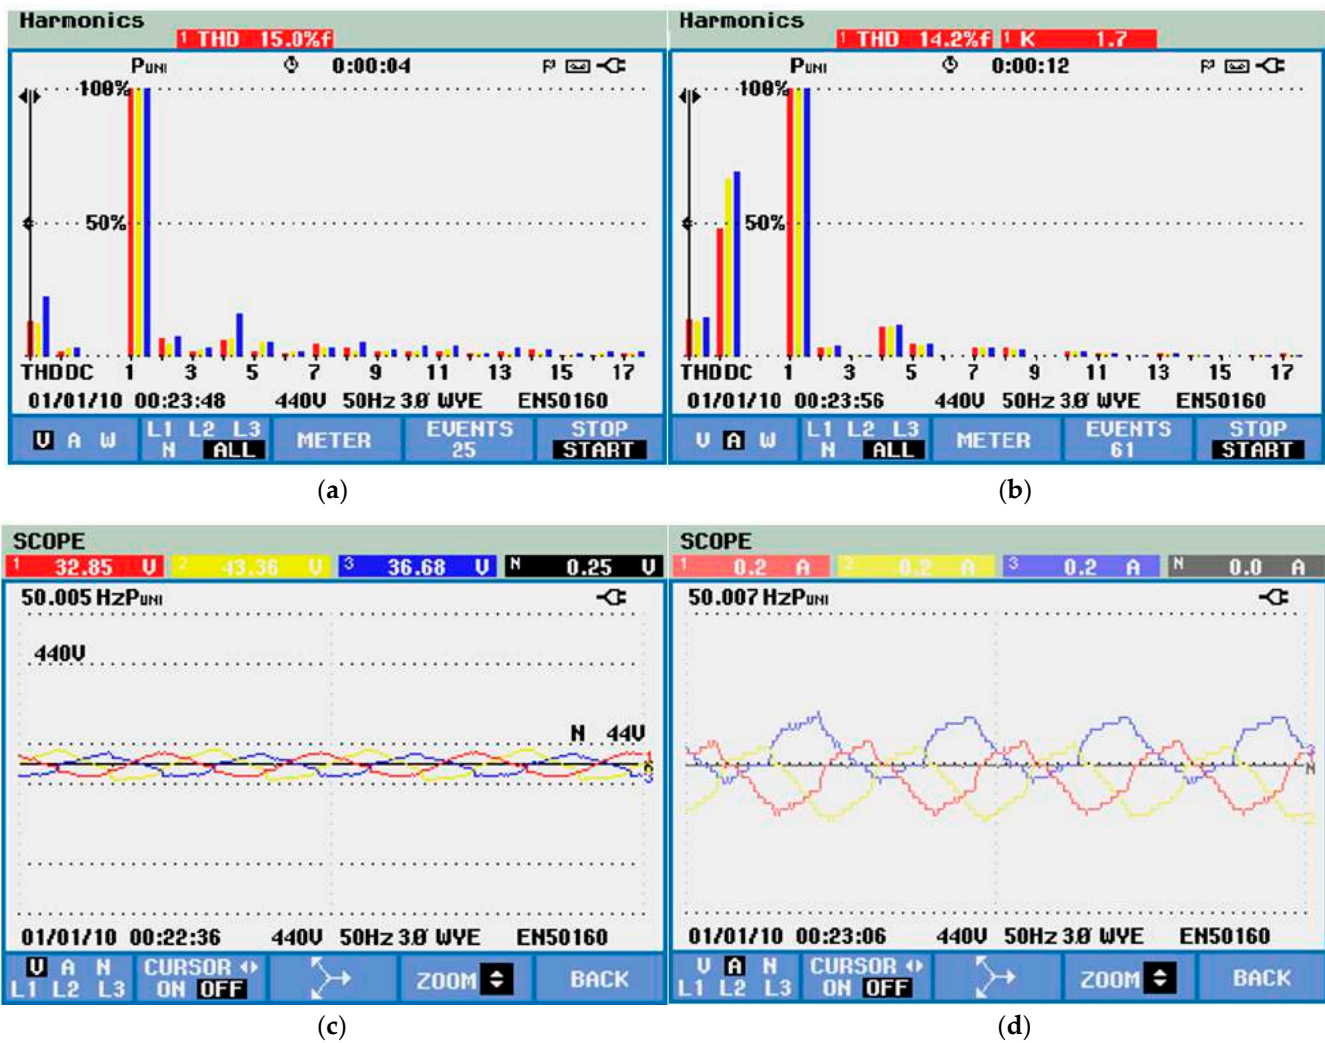 Harmonics
1 THD 15.0%f
PUNI 0:00:04
100%
50%
THD DC 1 3 5 7 9 11 13 15 17
01/01/10 00:23:48 440V 50Hz 3Ø WYE EN50160
V A W L1 L2 L3 METER EVENTS STOP
N ALL 25 START
(a)
Harmonics
1 THD 14.2%f 1 K 1.7
PUNI 0:00:12
100%
50%
THD DC 1 3 5 7 9 11 13 15 17
01/01/10 00:23:56 440V 50Hz 3Ø WYE EN50160
V A W L1 L2 L3 METER EVENTS STOP
N ALL 61 START
(b)
SCOPE
1 32.85 V 2 43.36 V 3 36.68 V N 0.25 V
50.005 HzPUNI
440V
N 44V
1
3
01/01/10 00:22:36 440V 50Hz 3Ø WYE EN50160
V A N CURSOR ZOOM BACK
L1 L2 L3 ON OFF
(c)
SCOPE
1 0.2 A 2 0.2 A 3 0.2 A N 0.0 A
50.007 HzPUNI
3
N
2
01/01/10 00:23:06 440V 50Hz 3Ø WYE EN50160
V A N CURSOR ZOOM BACK
L1 L2 L3 ON OFF
(d)